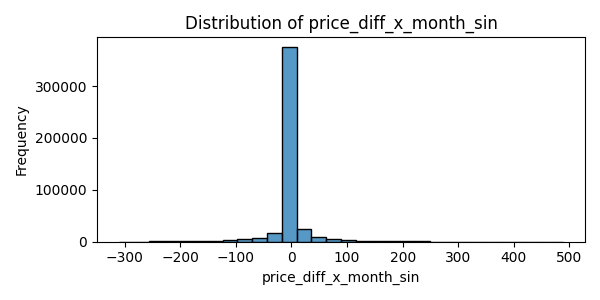 Distribution of price_diff_x_month_sin
Frequency
300000
200000
100000
0
−300 −200 −100 0 100 200 300 400 500
price_diff_x_month_sin